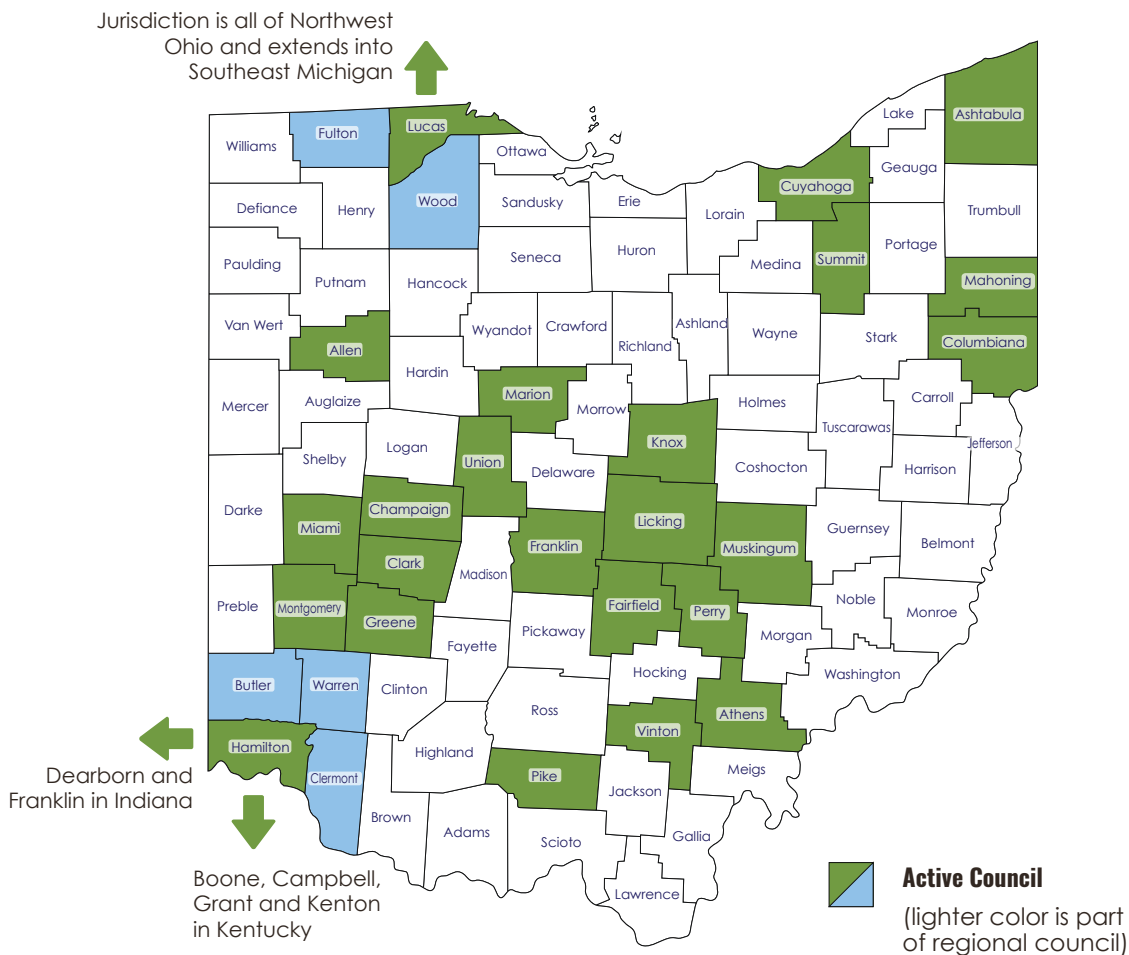 Jurisdiction is all of Northwest
Ohio and extends into
Southeast Michigan
Williams
Fulton
Lucas
Ottawa
Lake
Ashtabula
Geauga
Cuyahoga
Defiance
Henry
Wood
Sandusky
Erie
Lorain
Trumbull
Paulding
Putnam
Hancock
Seneca
Huron
Medina
Summit
Portage
Mahoning
Van Wert
Allen
Wyandot
Crawford
Richland
Ashland
Wayne
Stark
Columbiana
Mercer
Auglaize
Hardin
Marion
Morrow
Holmes
Tuscarawas
Carroll
Jefferson
Shelby
Logan
Union
Delaware
Knox
Coshocton
Harrison
Darke
Miami
Champaign
Clark
Madison
Franklin
Licking
Muskingum
Guernsey
Belmont
Preble
Montgomery
Greene
Fayette
Pickaway
Fairfield
Perry
Morgan
Noble
Monroe
Butler
Warren
Clinton
Ross
Hocking
Athens
Washington
Hamilton
Clermont
Highland
Pike
Vinton
Meigs
Jackson
Brown
Adams
Scioto
Gallia
Lawrence
Dearborn and
Franklin in Indiana
Boone, Campbell,
Grant and Kenton
in Kentucky
Active Council
(lighter color is part
of regional council)